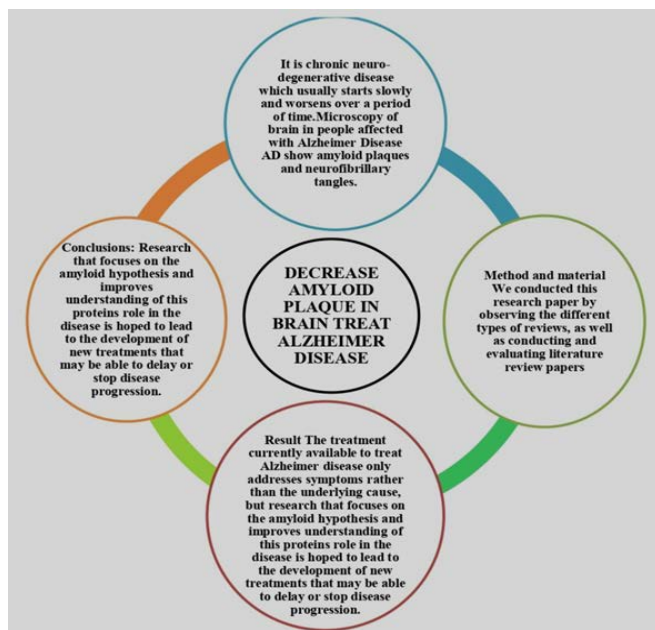 It is chronic neuro-
degenerative disease
which usually starts slowly
and worsens over a period
of time.Microscopy of
brain in people affected
with Alzheimer Disease
AD show amyloid plaques
and neurofibrillary
tangles.
Conclusions: Research
that focuses on the
amyloid hypothesis and
improves
understanding of this
proteins role in the
disease is hoped to lead
to the development of
new treatments that
may be able to delay or
stop disease
progression.
DECREASE
AMYLOID
PLAQUE IN
BRAIN TREAT
ALZHEIMER
DISEASE
Method and material
We conducted this
research paper by
observing the different
types of reviews, as well
as conducting and
evaluating literature
review papers
Result The treatment
currently available to treat
Alzheimer disease only
addresses symptoms rather
than the underlying cause,
but research that focuses on
the amyloid hypothesis and
improves understanding of
this proteins role in the
disease is hoped to lead to
the development of new
treatments that may be able
to delay or stop disease
progression.